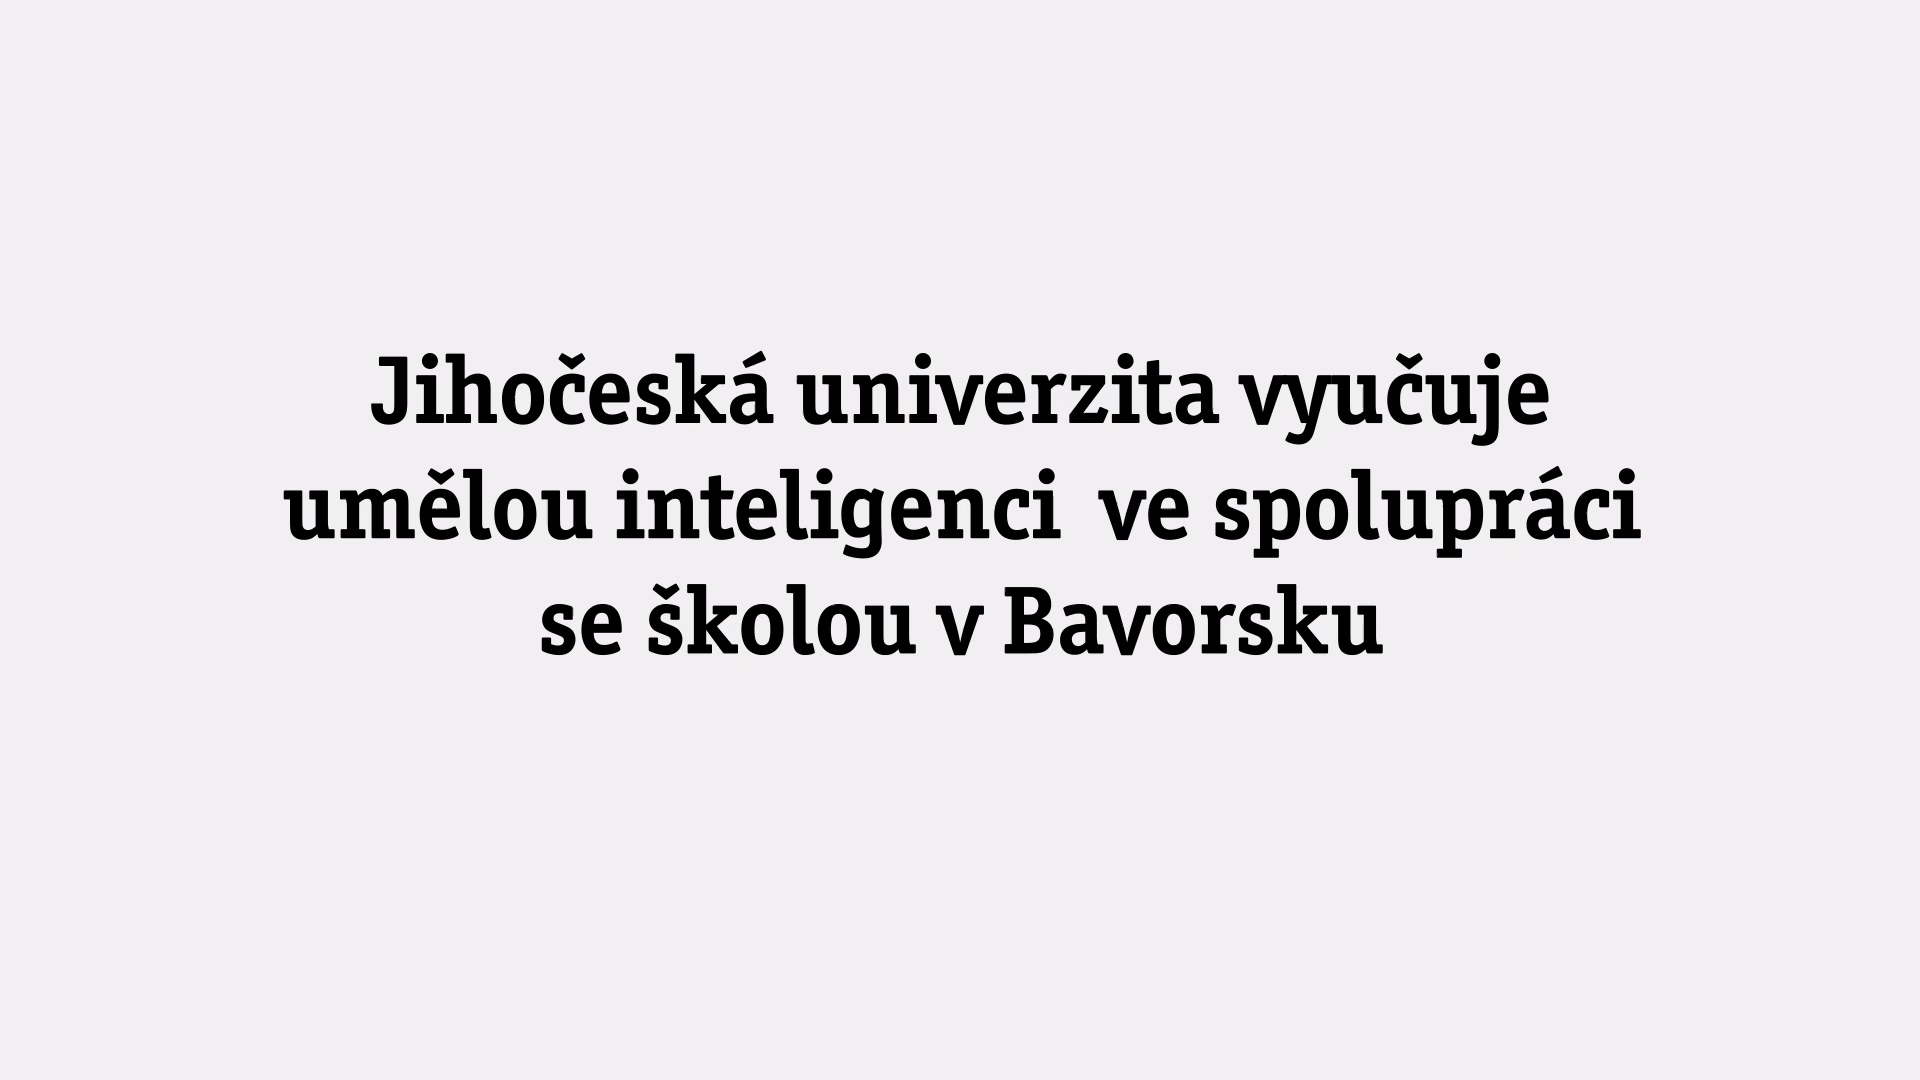 Jihočeská univerzita vyučuje
umělou inteligenci  ve spolupráci
se školou v Bavorsku